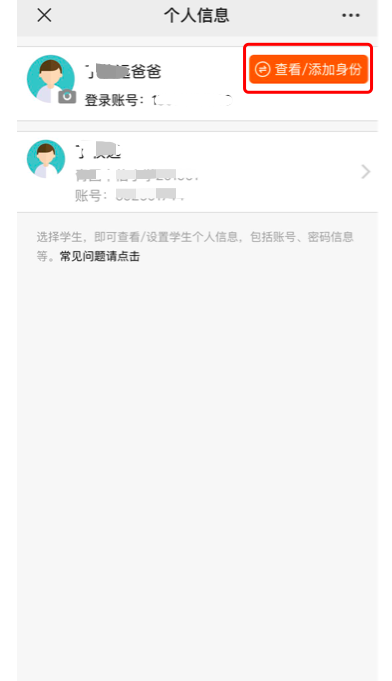 个人信息
爸爸
查看/添加身份
登录账号：
账号：
选择学生，即可查看/设置学生个人信息，包括账号、密码信息
等。常见问题请点击